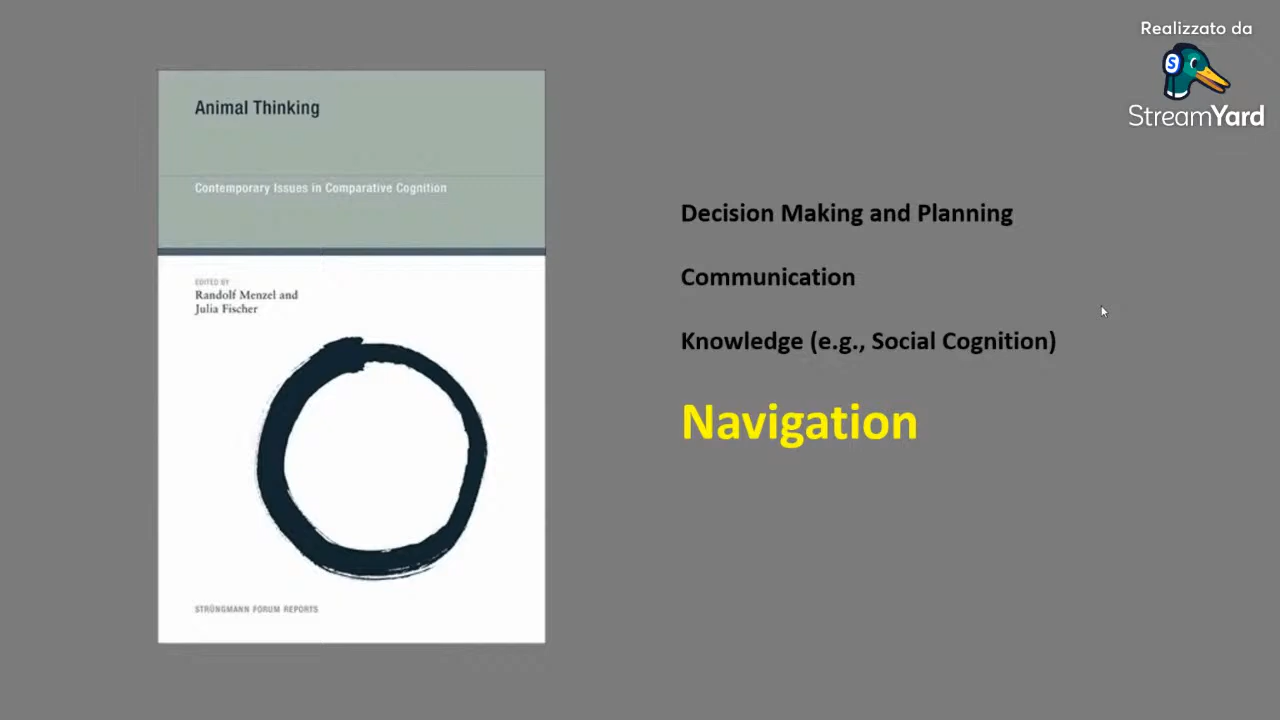 Realizzato da
S
StreamYard
Animal Thinking
Contemporary Issues in Comparative Cognition
EDITED BY
Randolf Menzel and
Julia Fischer
STRÜNGMANN FORUM REPORTS
Decision Making and Planning
Communication
Knowledge (e.g., Social Cognition)
Navigation